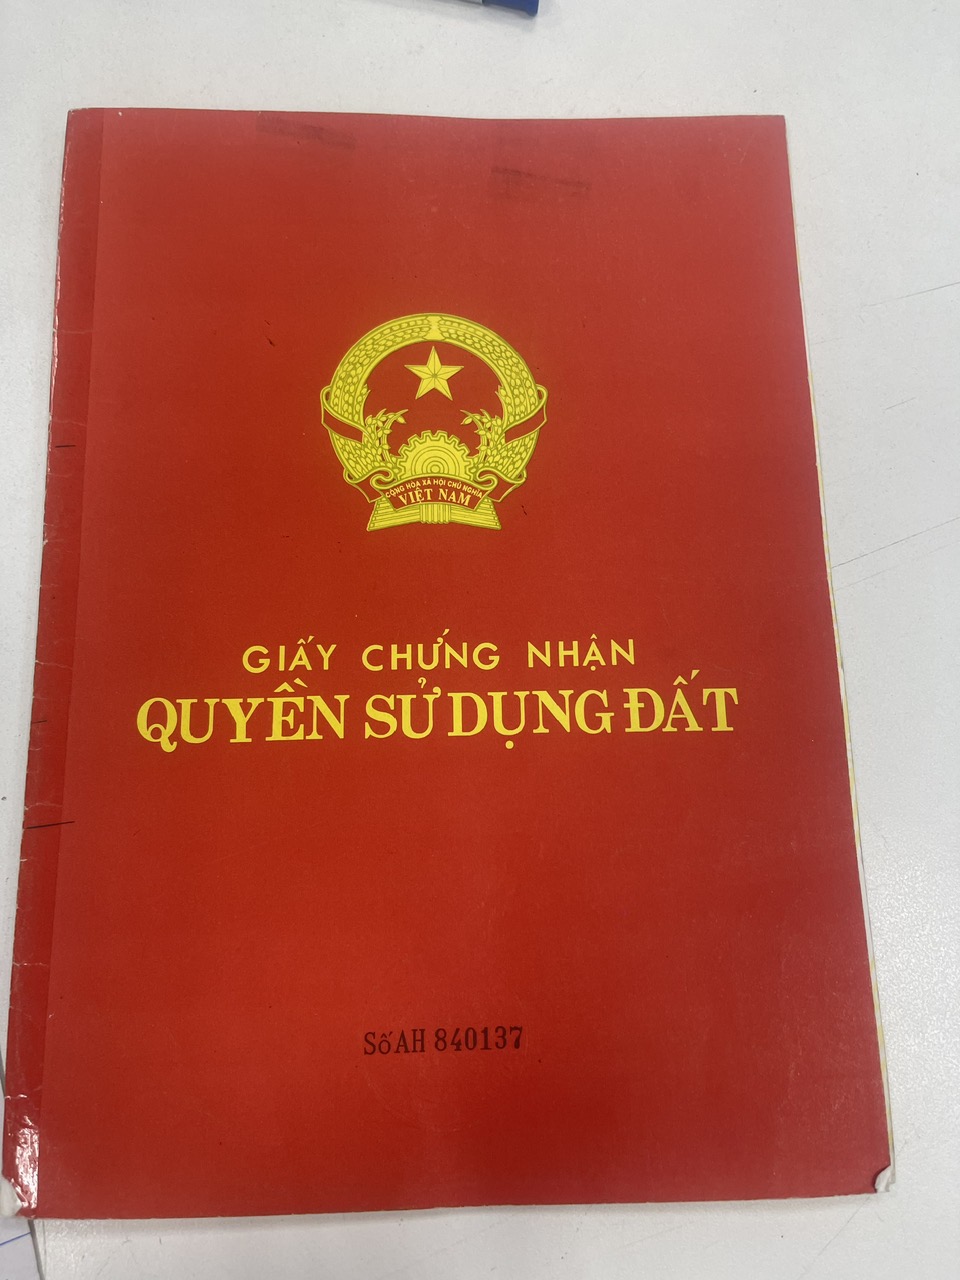 CỘNG HÒA XÃ HỘI CHỦ NGHĨA
VIỆT NAM
GIẤY CHỨNG NHẬN
QUYỀN SỬ DỤNG ĐẤT
Số AH 840137